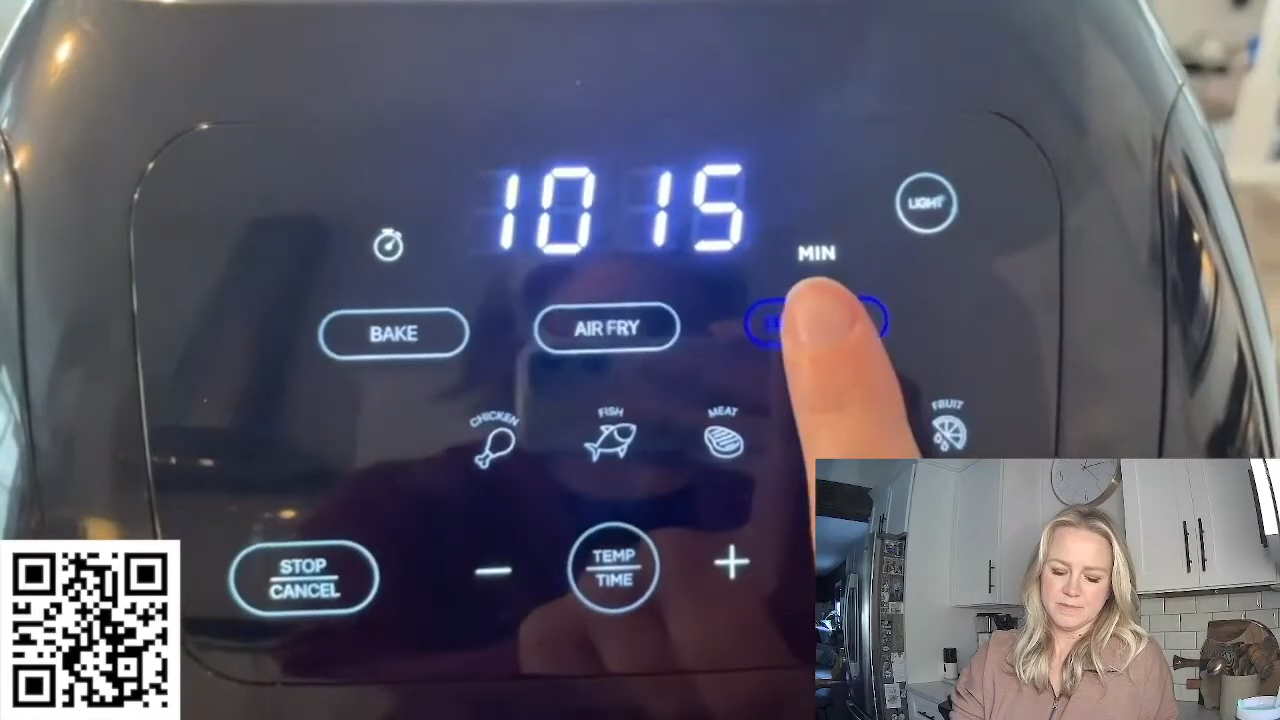 1015
LIGHT
MIN
BAKE
AIR FRY
CHICKEN
FISH
MEAT
FRUIT
STOP
CANCEL
-
TEMP
TIME
+